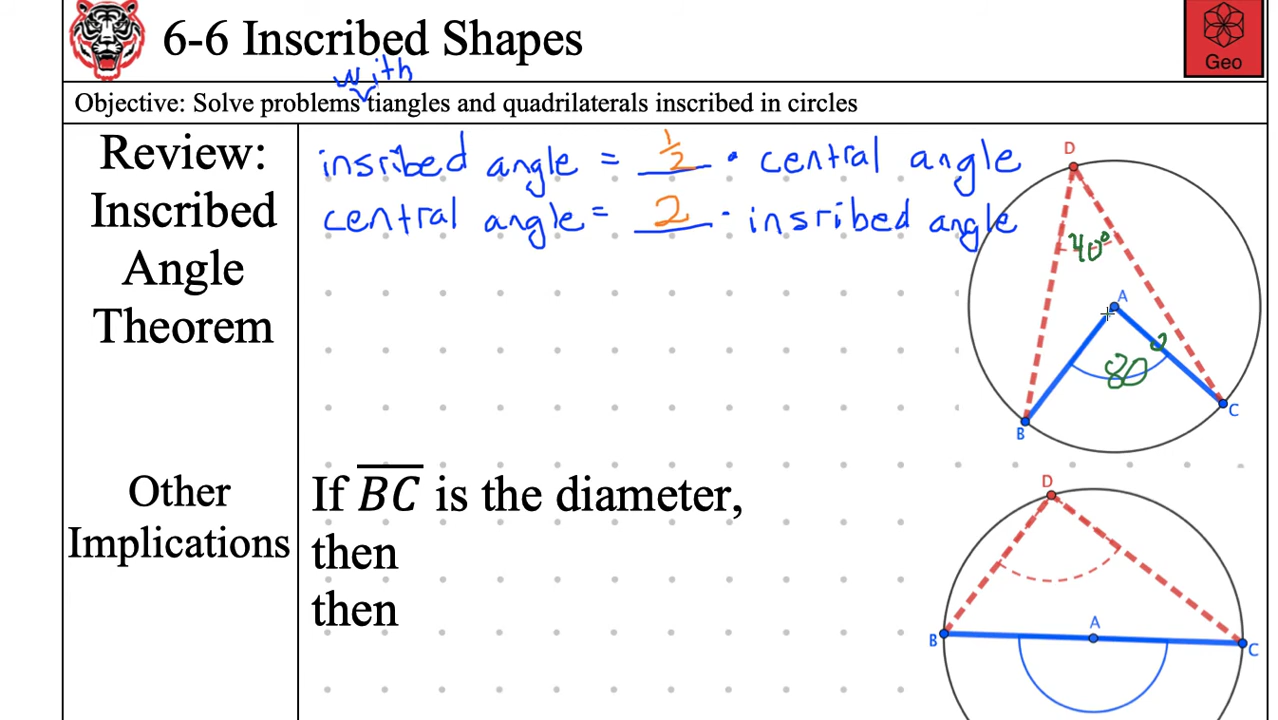 6-6 Inscribed Shapes
Geo
with
Objective: Solve problems tiangles and quadrilaterals inscribed in circles
Review:
Inscribed
Angle
Theorem
insribed angle = 1/2 • central angle
central angle = 2 · insribed angle
D
40°
A
80°
B
C
Other
Implications
If BC is the diameter,
then
then
D
B
A
C